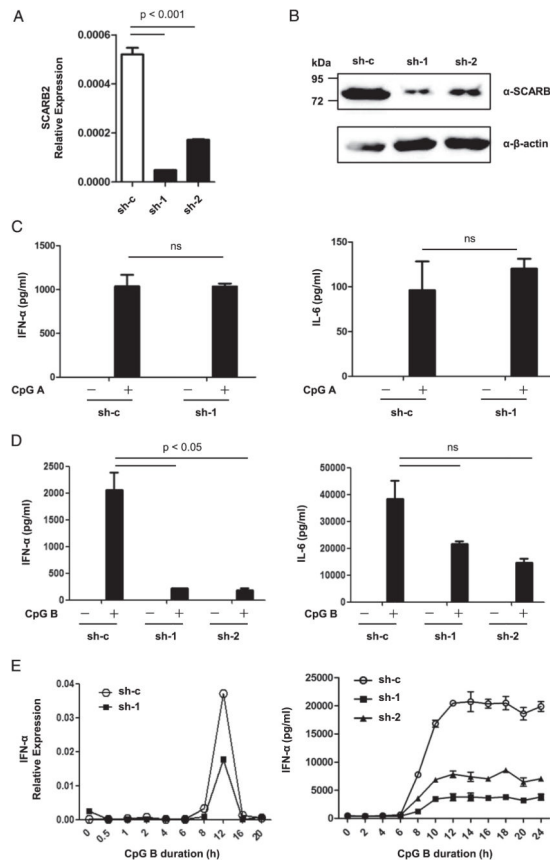 A
p < 0.001
SCARB2
Relative Expression
0.0006
0.0004
0.0002
0.0000
sh-c
sh-1
sh-2
B
kDa
sh-c sh-1 sh-2
95
72
α-SCARB
α-β-actin
C
ns
IFN-α (pg/ml)
1500
1000
500
0
CpG A
− + − +
sh-c sh-1
ns
IL-6 (pg/ml)
150
100
50
0
CpG A
− + − +
sh-c sh-1
D
p < 0.05
IFN-α (pg/ml)
2500
2000
1500
1000
500
0
CpG B
− + − + − +
sh-c sh-1 sh-2
ns
IL-6 (pg/ml)
50000
40000
30000
20000
10000
0
CpG B
− + − + − +
sh-c sh-1 sh-2
E
IFN-α
Relative Expression
0.04
0.03
0.02
0.01
0.00
sh-c
sh-1
0 0.5 1 2 4 6 8 12 16 20
CpG B duration (h)
IFN-α (pg/ml)
25000
20000
15000
10000
5000
0
sh-c
sh-1
sh-2
0 2 4 6 8 10 12 14 16 18 20 24
CpG B duration (h)